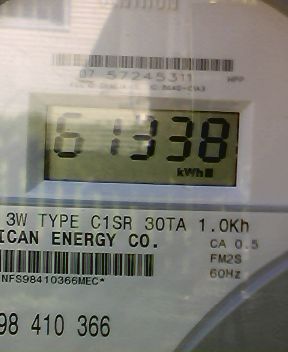 07 57245311 HPP
61338
kWh
3W TYPE C1SR 30TA 1.0Kh
ICAN ENERGY CO. CA 0.5
FM2S
NFS98410366MEC* 60Hz
98 410 366